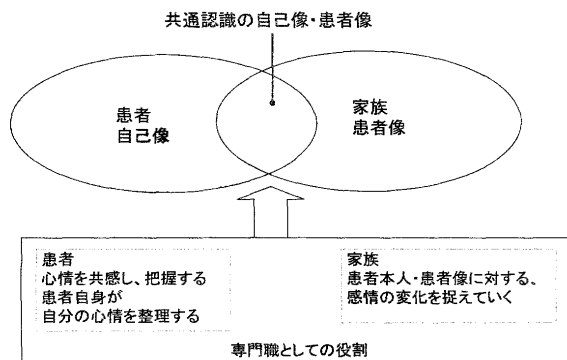 共通認識の自己像・患者像
患者
自己像
家族
患者像
患者
心情を共感し、把握する
患者自身が
自分の心情を整理する
家族
患者本人・患者像に対する、
感情の変化を捉えていく
専門職としての役割